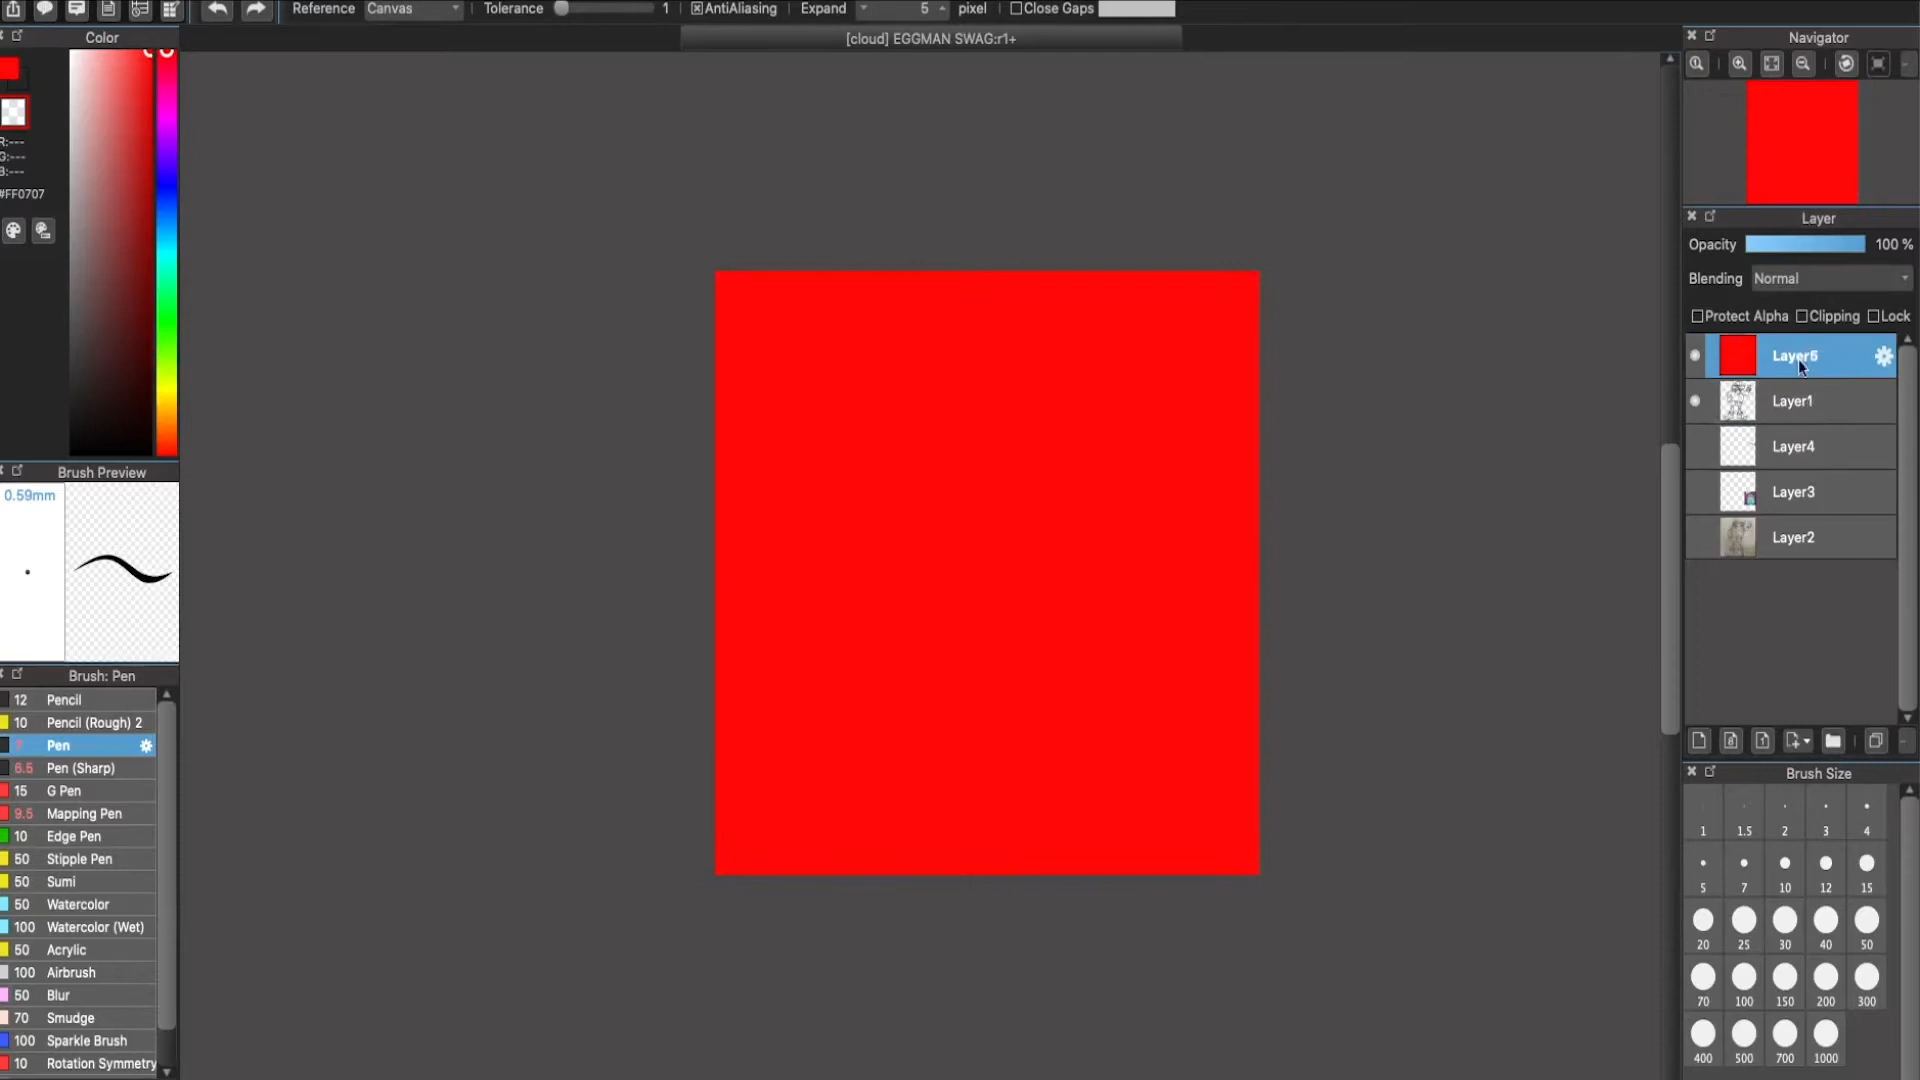 Reference Canvas Tolerance 1 AntiAliasing Expand 5 pixel Close Gaps
[cloud] EGGMAN SWAG:r1+
Color
R:---
G:---
B:---
#FF0707
Brush Preview
0.59mm
Brush: Pen
12 Pencil
10 Pencil (Rough) 2
7 Pen
6.5 Pen (Sharp)
15 G Pen
9.5 Mapping Pen
10 Edge Pen
50 Stipple Pen
50 Sumi
50 Watercolor
100 Watercolor (Wet)
50 Acrylic
100 Airbrush
50 Blur
70 Smudge
100 Sparkle Brush
10 Rotation Symmetry
Navigator
Layer
Opacity 100 %
Blending Normal
Protect Alpha Clipping Lock
Layer5
Layer1
Layer4
Layer3
Layer2
Brush Size
1 1.5 2 3 4
5 7 10 12 15
20 25 30 40 50
70 100 150 200 300
400 500 700 1000